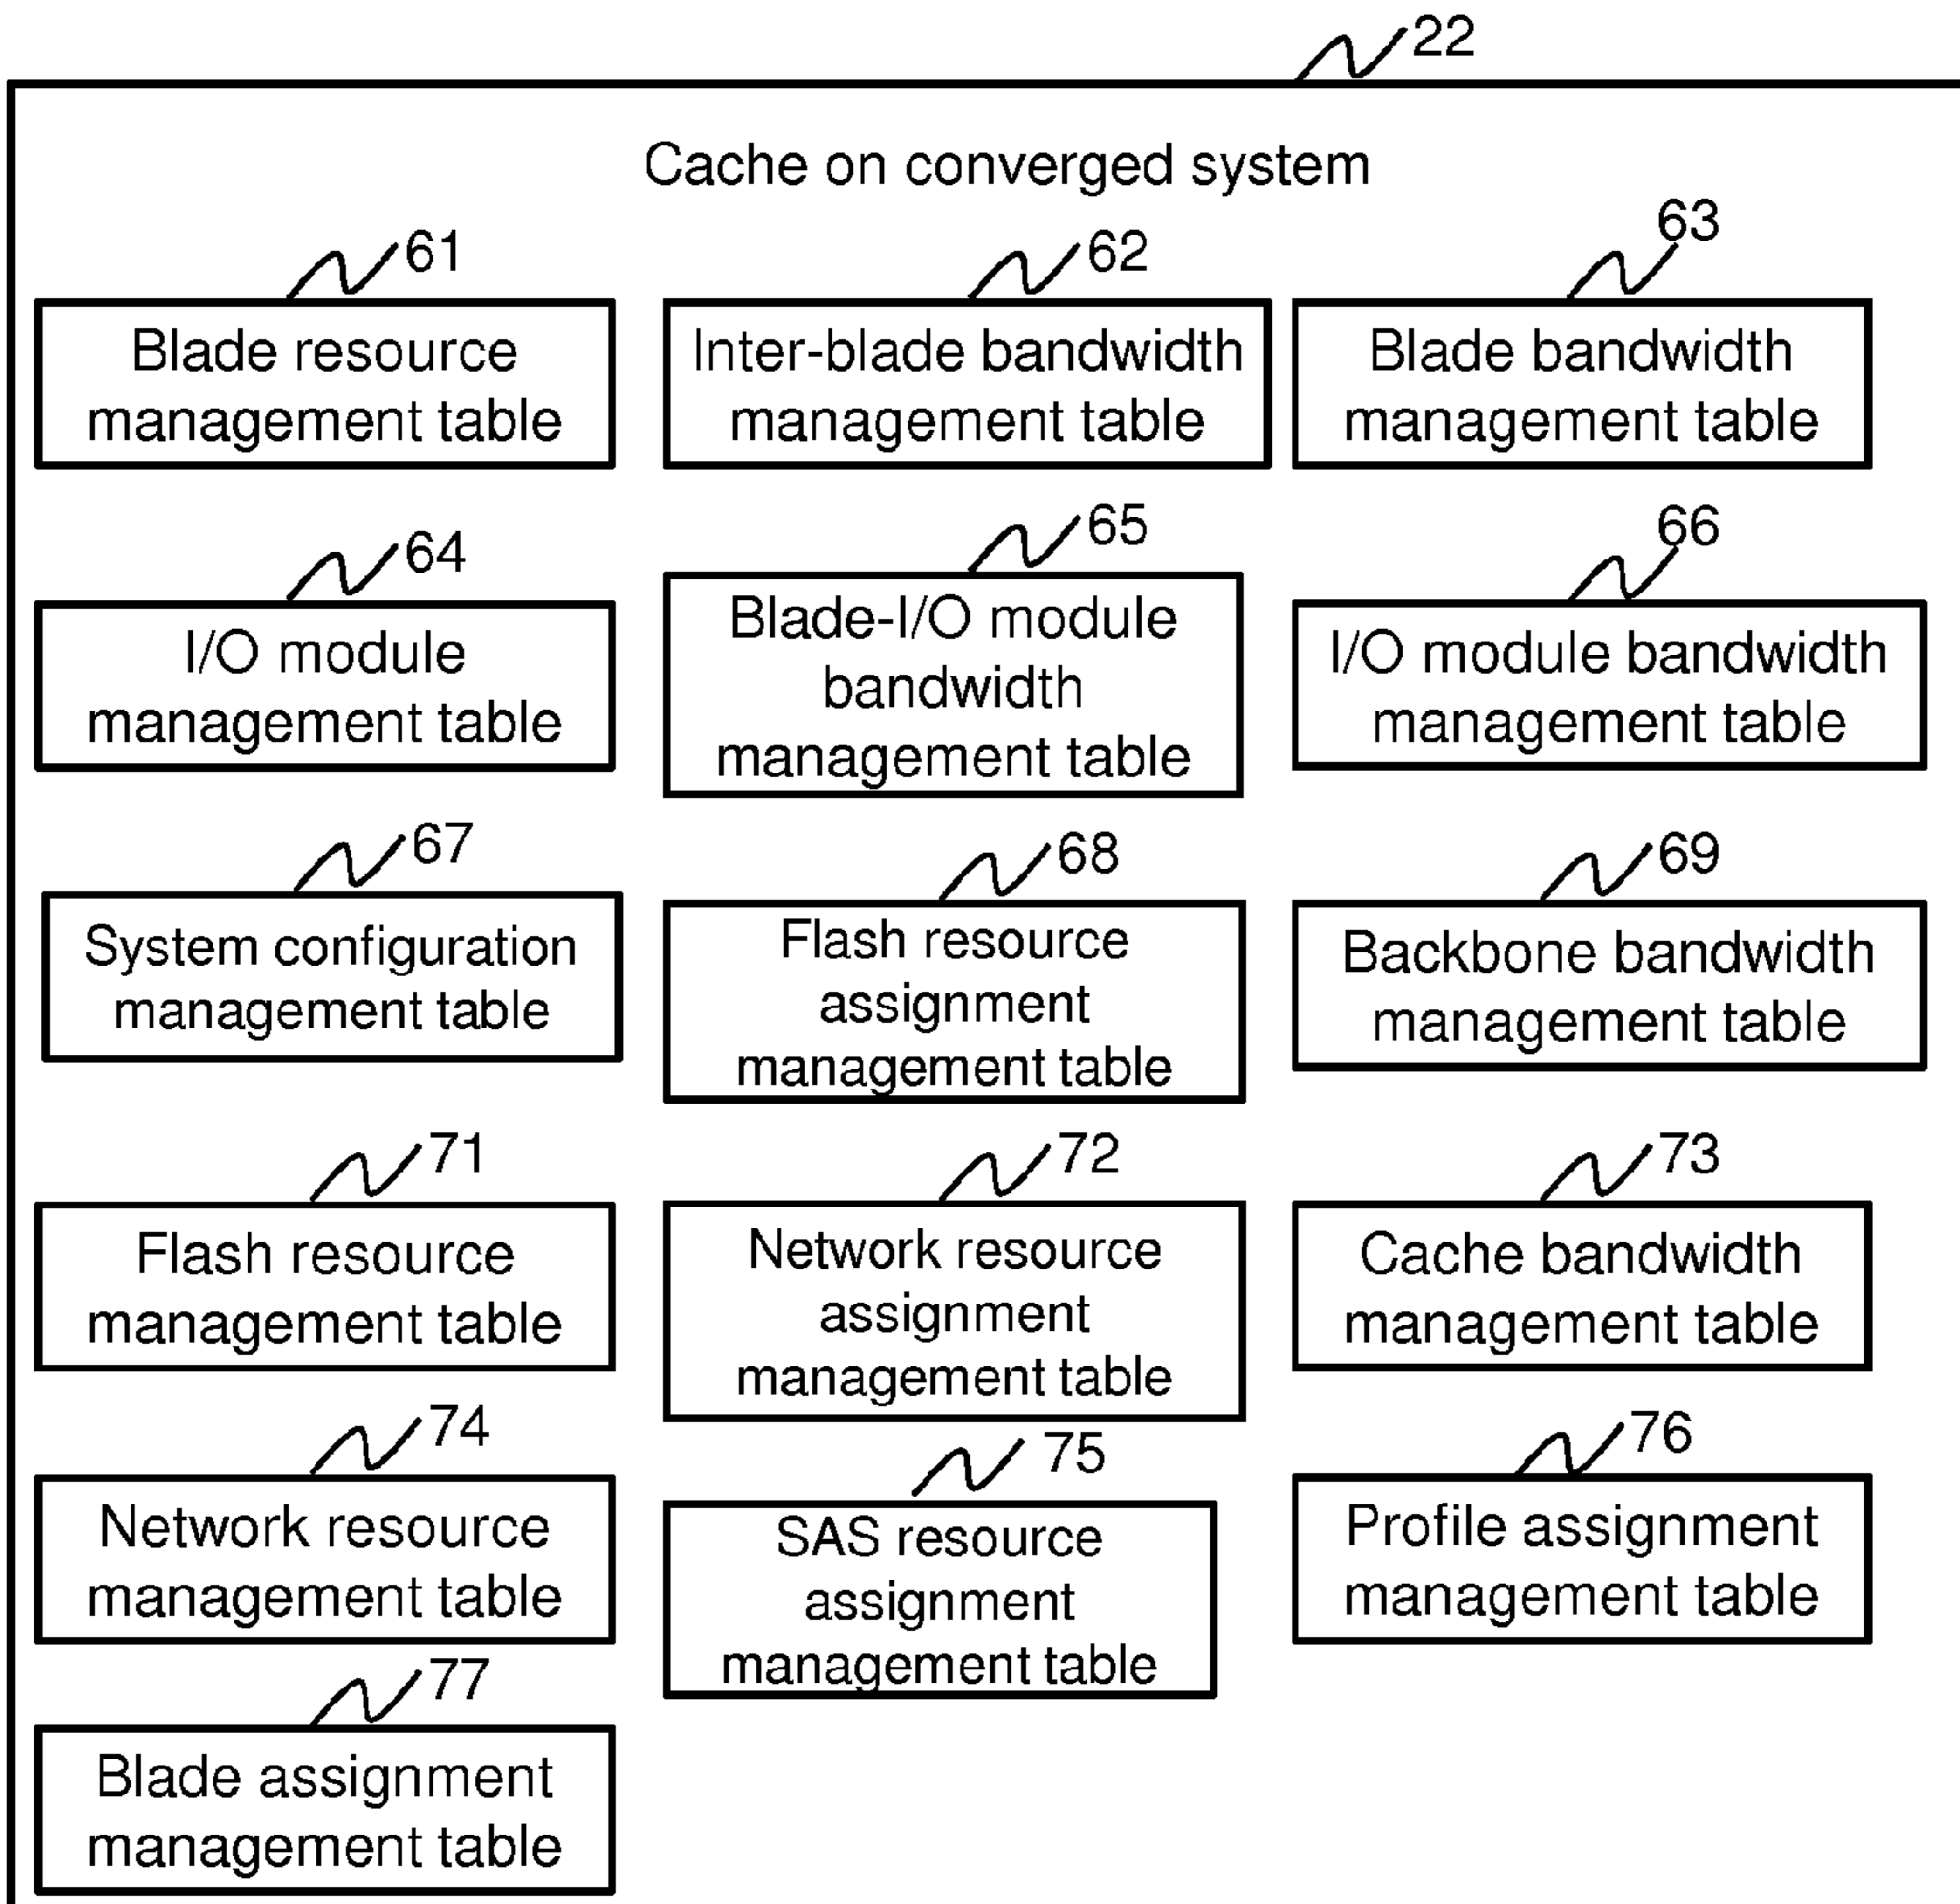 22
Cache on converged system
61
Blade resource
management table
62
Inter-blade bandwidth
management table
63
Blade bandwidth
management table
64
I/O module
management table
65
Blade-I/O module
bandwidth
management table
66
I/O module bandwidth
management table
67
System configuration
management table
68
Flash resource
assignment
management table
69
Backbone bandwidth
management table
71
Flash resource
management table
72
Network resource
assignment
management table
73
Cache bandwidth
management table
74
Network resource
management table
75
SAS resource
assignment
management table
76
Profile assignment
management table
77
Blade assignment
management table